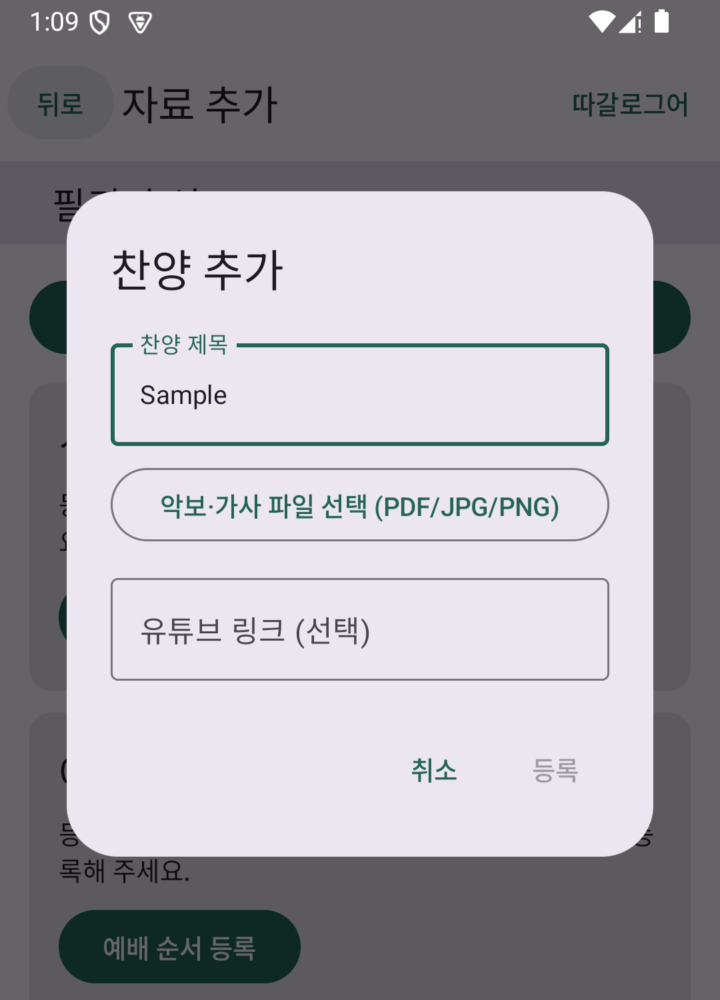 1:09
뒤로 자료 추가 따갈로그어
찬양 추가
찬양 제목
Sample
악보·가사 파일 선택 (PDF/JPG/PNG)
유튜브 링크 (선택)
취소 등록
록해 주세요.
예배 순서 등록